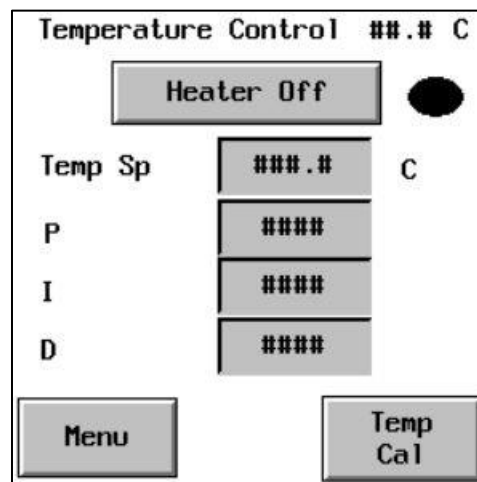 Temperature Control ##.# C
Heater Off
Temp Sp ###.# C
P ####
I ####
D ####
Menu
Temp
Cal